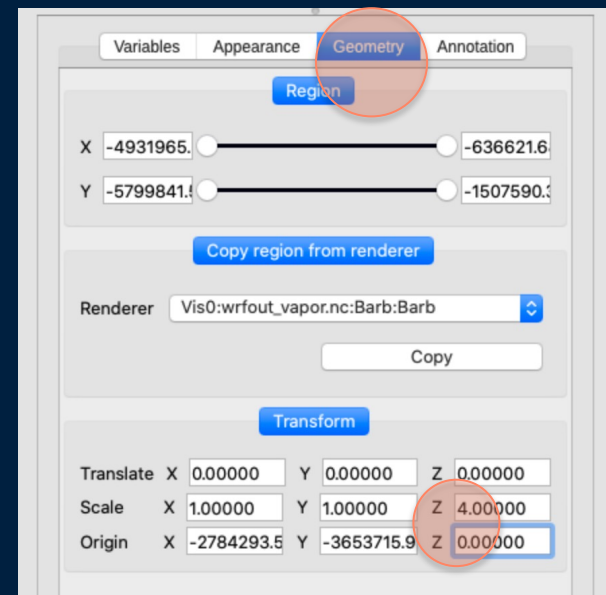 Variables Appearance Geometry Annotation
Region
X -4931965. -636621.6
Y -5799841. -1507590.
Copy region from renderer
Renderer Vis0:wrfout_vapor.nc:Barb:Barb
Copy
Transform
Translate X 0.00000 Y 0.00000 Z 0.00000
Scale X 1.00000 Y 1.00000 Z 4.00000
Origin X -2784293.5 Y -3653715.9 Z 0.00000